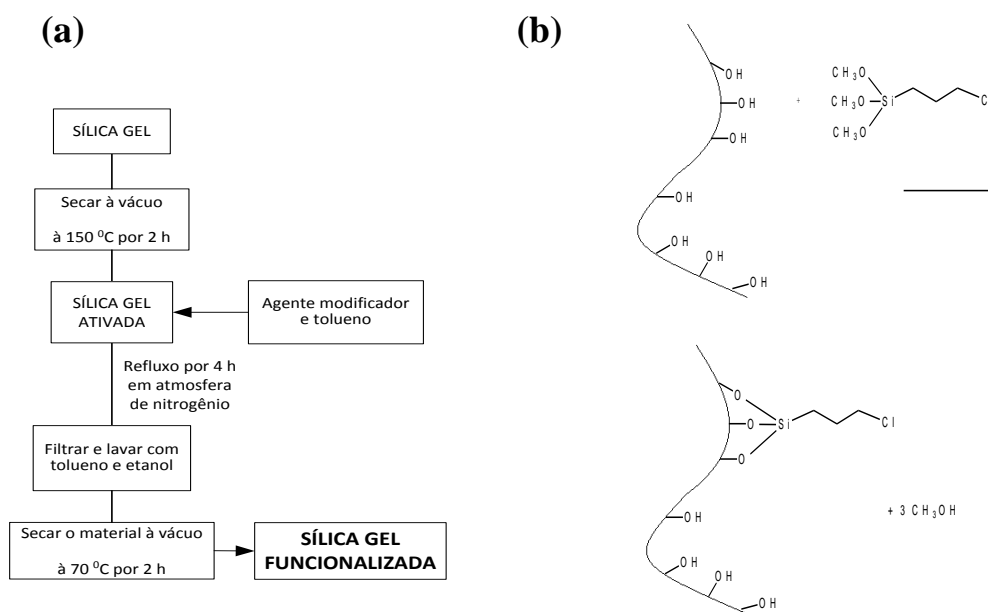 (a)
SÍLICA GEL
Secar à vácuo
à 150 ⁰C por 2 h
SÍLICA GEL
ATIVADA
Agente modificador
e tolueno
Refluxo por 4 h
em atmosfera
de nitrogênio
Filtrar e lavar com
tolueno e etanol
Secar o material à vácuo
à 70 ⁰C por 2 h
SÍLICA GEL
FUNCIONALIZADA
(b)
OH
OH
OH
OH
OH
OH
OH
+
CH₃O
CH₃O
Si
CH₃O
O
O
Si
Cl
O
OH
OH
OH
OH
+ 3 CH₃OH